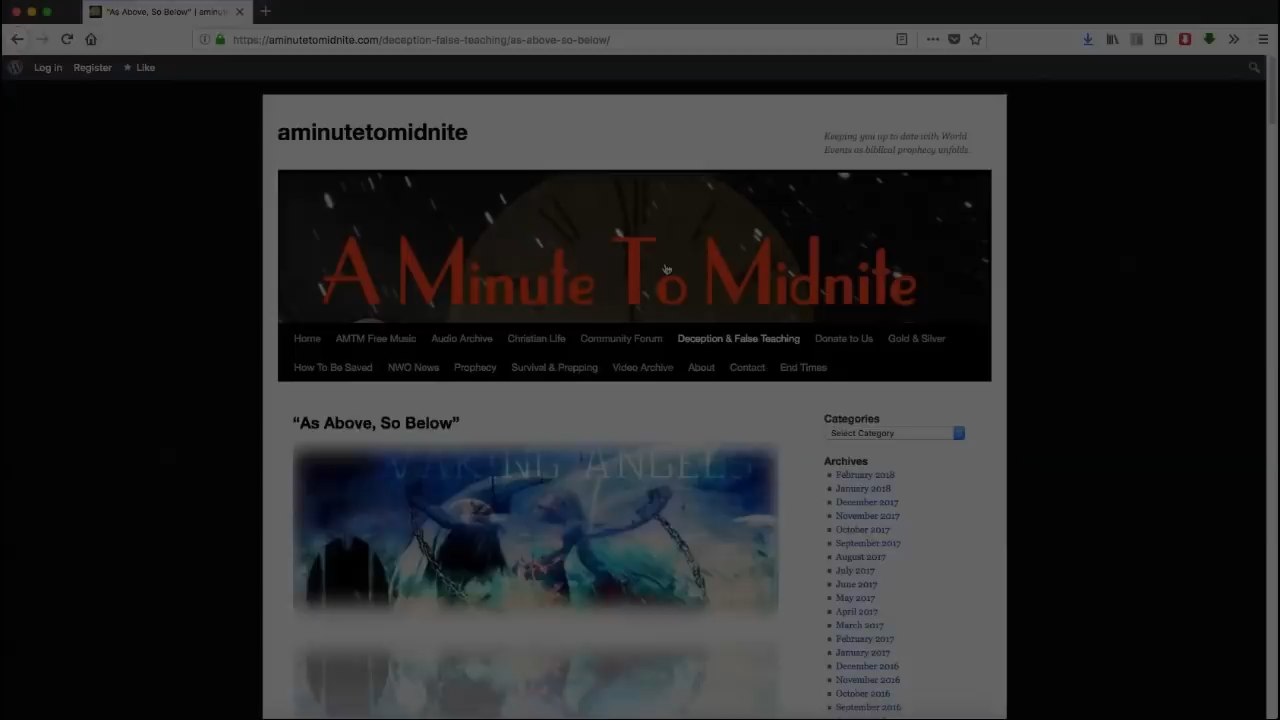 "As Above, So Below" | aminu
https://aminutetomidnite.com/deception-false-teaching/as-above-so-below/
Log in Register Like
aminutetomidnite
Keeping you up to date with World
Events as biblical prophecy unfolds.
A Minute To Midnite
Home AMTM Free Music Audio Archive Christian Life Community Forum Deception & False Teaching Donate to Us Gold & Silver
How To Be Saved NWO News Prophecy Survival & Prepping Video Archive About Contact End Times
“As Above, So Below”
ANGELS
Categories
Select Category
Archives
February 2018
January 2018
December 2017
November 2017
October 2017
September 2017
August 2017
July 2017
June 2017
May 2017
April 2017
March 2017
February 2017
January 2017
December 2016
November 2016
October 2016
September 2016